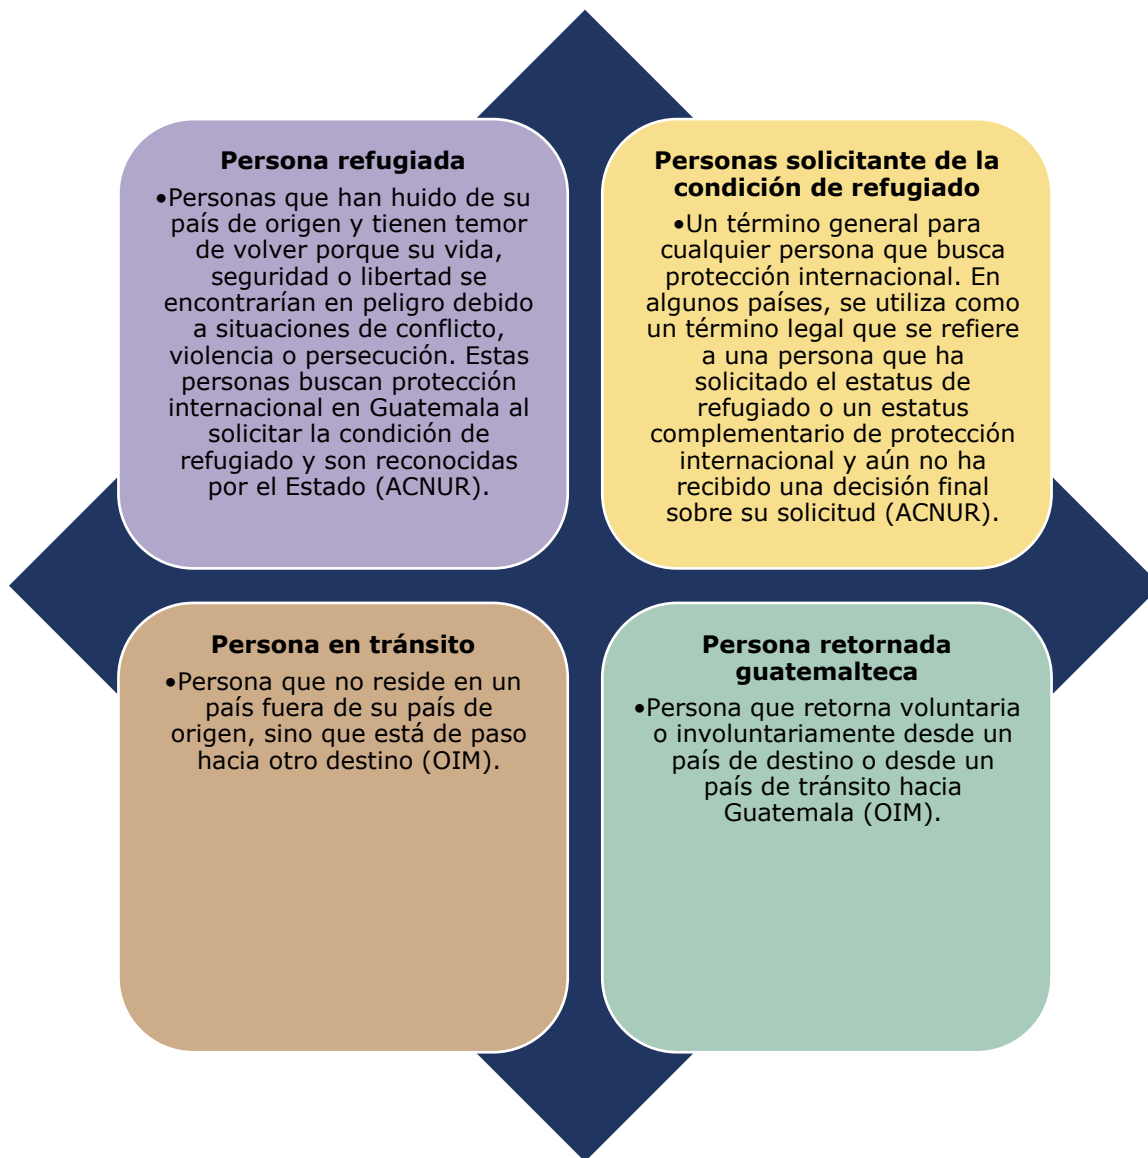 Persona refugiada
•Personas que han huido de su
país de origen y tienen temor
de volver porque su vida,
seguridad o libertad se
encontrarían en peligro debido
a situaciones de conflicto,
violencia o persecución. Estas
personas buscan protección
internacional en Guatemala al
solicitar la condición de
refugiado y son reconocidas
por el Estado (ACNUR).
Personas solicitante de la
condición de refugiado
•Un término general para
cualquier persona que busca
protección internacional. En
algunos países, se utiliza como
un término legal que se refiere
a una persona que ha
solicitado el estatus de
refugiado o un estatus
complementario de protección
internacional y aún no ha
recibido una decisión final
sobre su solicitud (ACNUR).
Persona en tránsito
•Persona que no reside en un
país fuera de su país de
origen, sino que está de paso
hacia otro destino (OIM).
Persona retornada
guatemalteca
•Persona que retorna voluntaria
o involuntariamente desde un
país de destino o desde un
país de tránsito hacia
Guatemala (OIM).